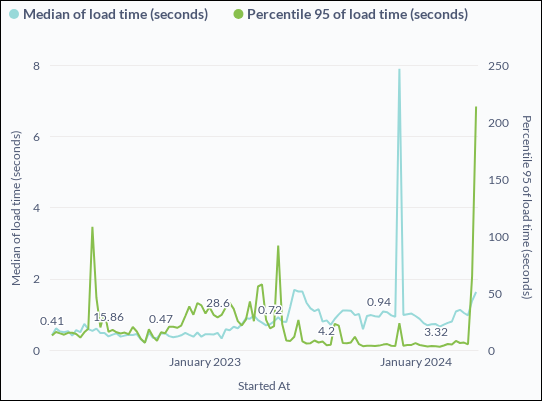 Median of load time (seconds)
Percentile 95 of load time (seconds)
8
6
4
2
0
Median of load time (seconds)
250
200
150
100
50
0
Percentile 95 of load time (seconds)
0.41
15.86
0.47
28.6
0.72
4.2
0.94
3.32
January 2023
January 2024
Started At